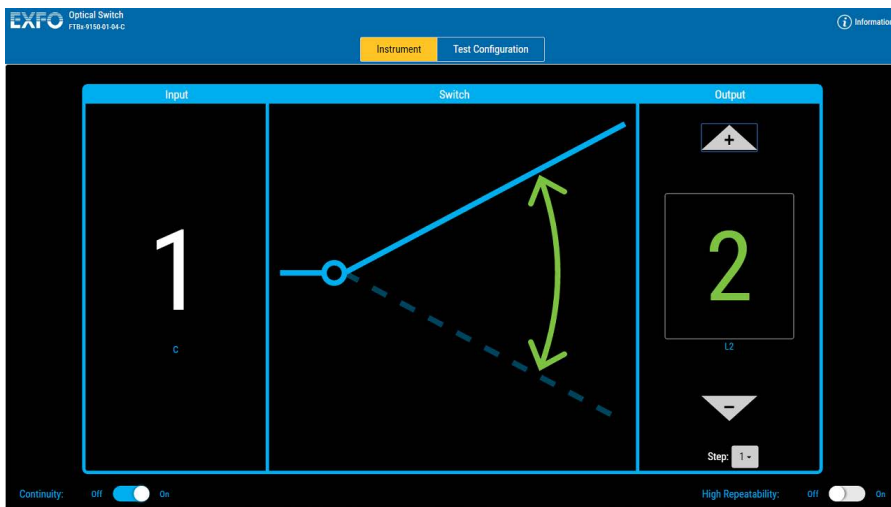 EXFO Optical Switch
FTBx-9150-01-04-C
Information
Instrument Test Configuration
Input Switch Output
+
1
2
C
L2
−
Step: 1
Continuity: Off On
High Repeatability: Off On